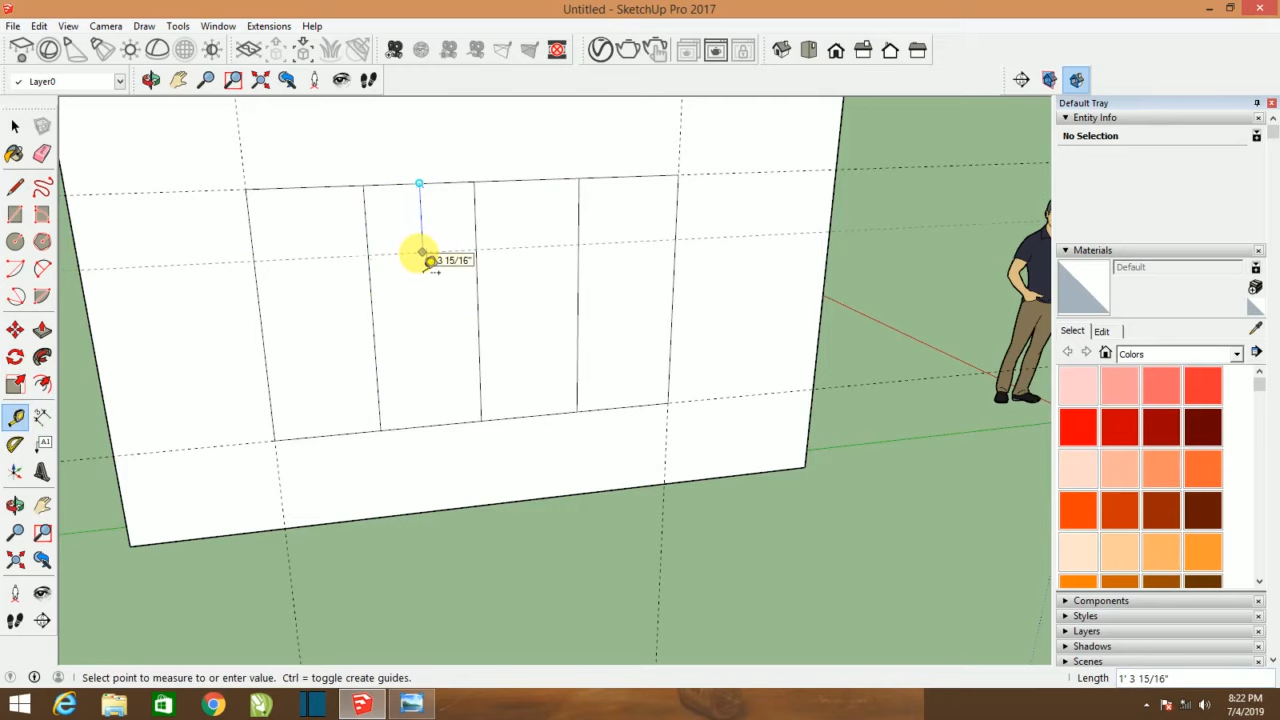 Untitled - SketchUp Pro 2017
File Edit View Camera Draw Tools Window Extensions Help
Layer0
Default Tray
Entity Info
No Selection
Materials
Default
Select Edit
Colors
3 15/16"
A1
Components
Styles
Layers
Shadows
Scenes
Select point to measure to or enter value. Ctrl = toggle create guides.
Length 1' 3 15/16"
8:22 PM
7/4/2019